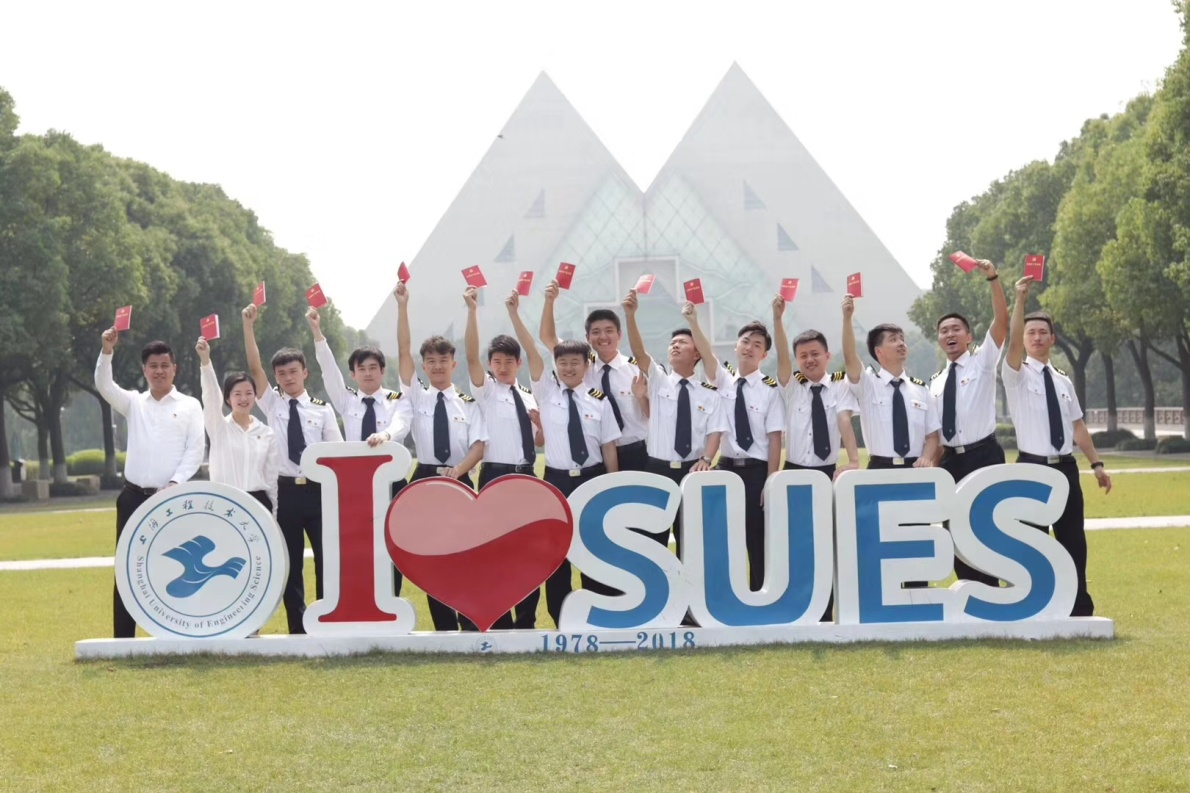 上海工程技术大学
Shanghai University of Engineering Science
I
SUES
1978—2018